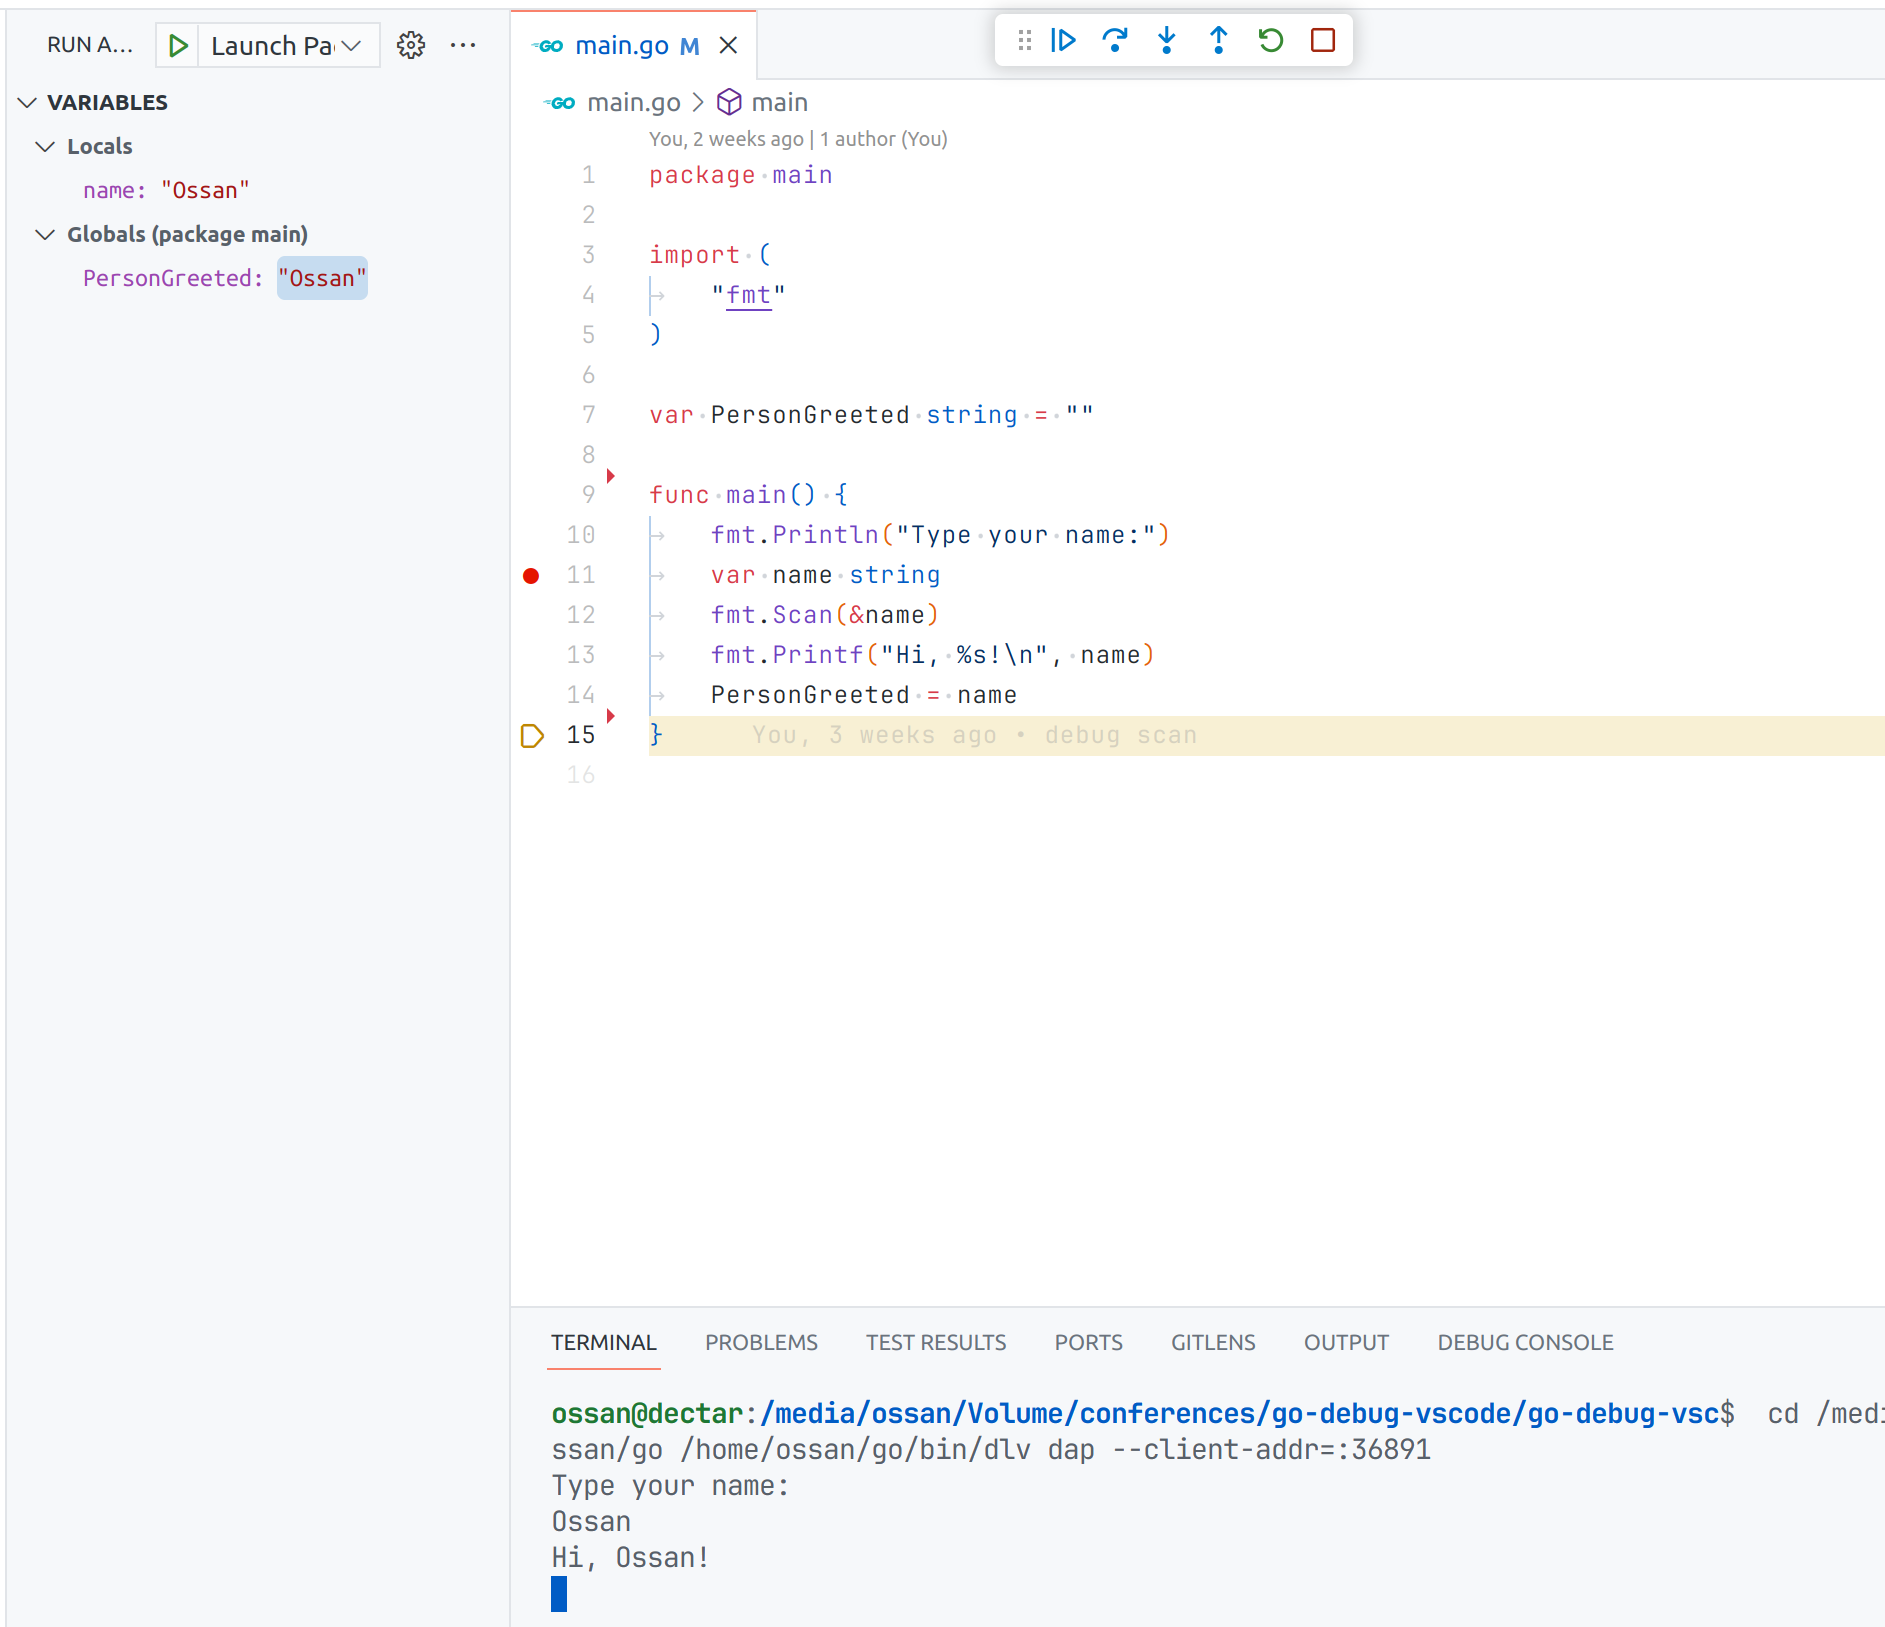 RUN A...
Launch Pa
VARIABLES
Locals
name: "Ossan"
Globals (package main)
PersonGreeted: "Ossan"
GO main.go M
GO main.go > main
You, 2 weeks ago | 1 author (You)
1 package main
2
3 import (
4 "fmt"
5 )
6
7 var PersonGreeted string = ""
8
9 func main() {
10 fmt.Println("Type your name:")
11 var name string
12 fmt.Scan(&name)
13 fmt.Printf("Hi, %s!\n", name)
14 PersonGreeted = name
15 } You, 3 weeks ago • debug scan
16
TERMINAL PROBLEMS TEST RESULTS PORTS GITLENS OUTPUT DEBUG CONSOLE
ossan@dectar:/media/ossan/Volume/conferences/go-debug-vscode/go-debug-vsc$ cd /medi
ssan/go /home/ossan/go/bin/dlv dap --client-addr=:36891
Type your name:
Ossan
Hi, Ossan!